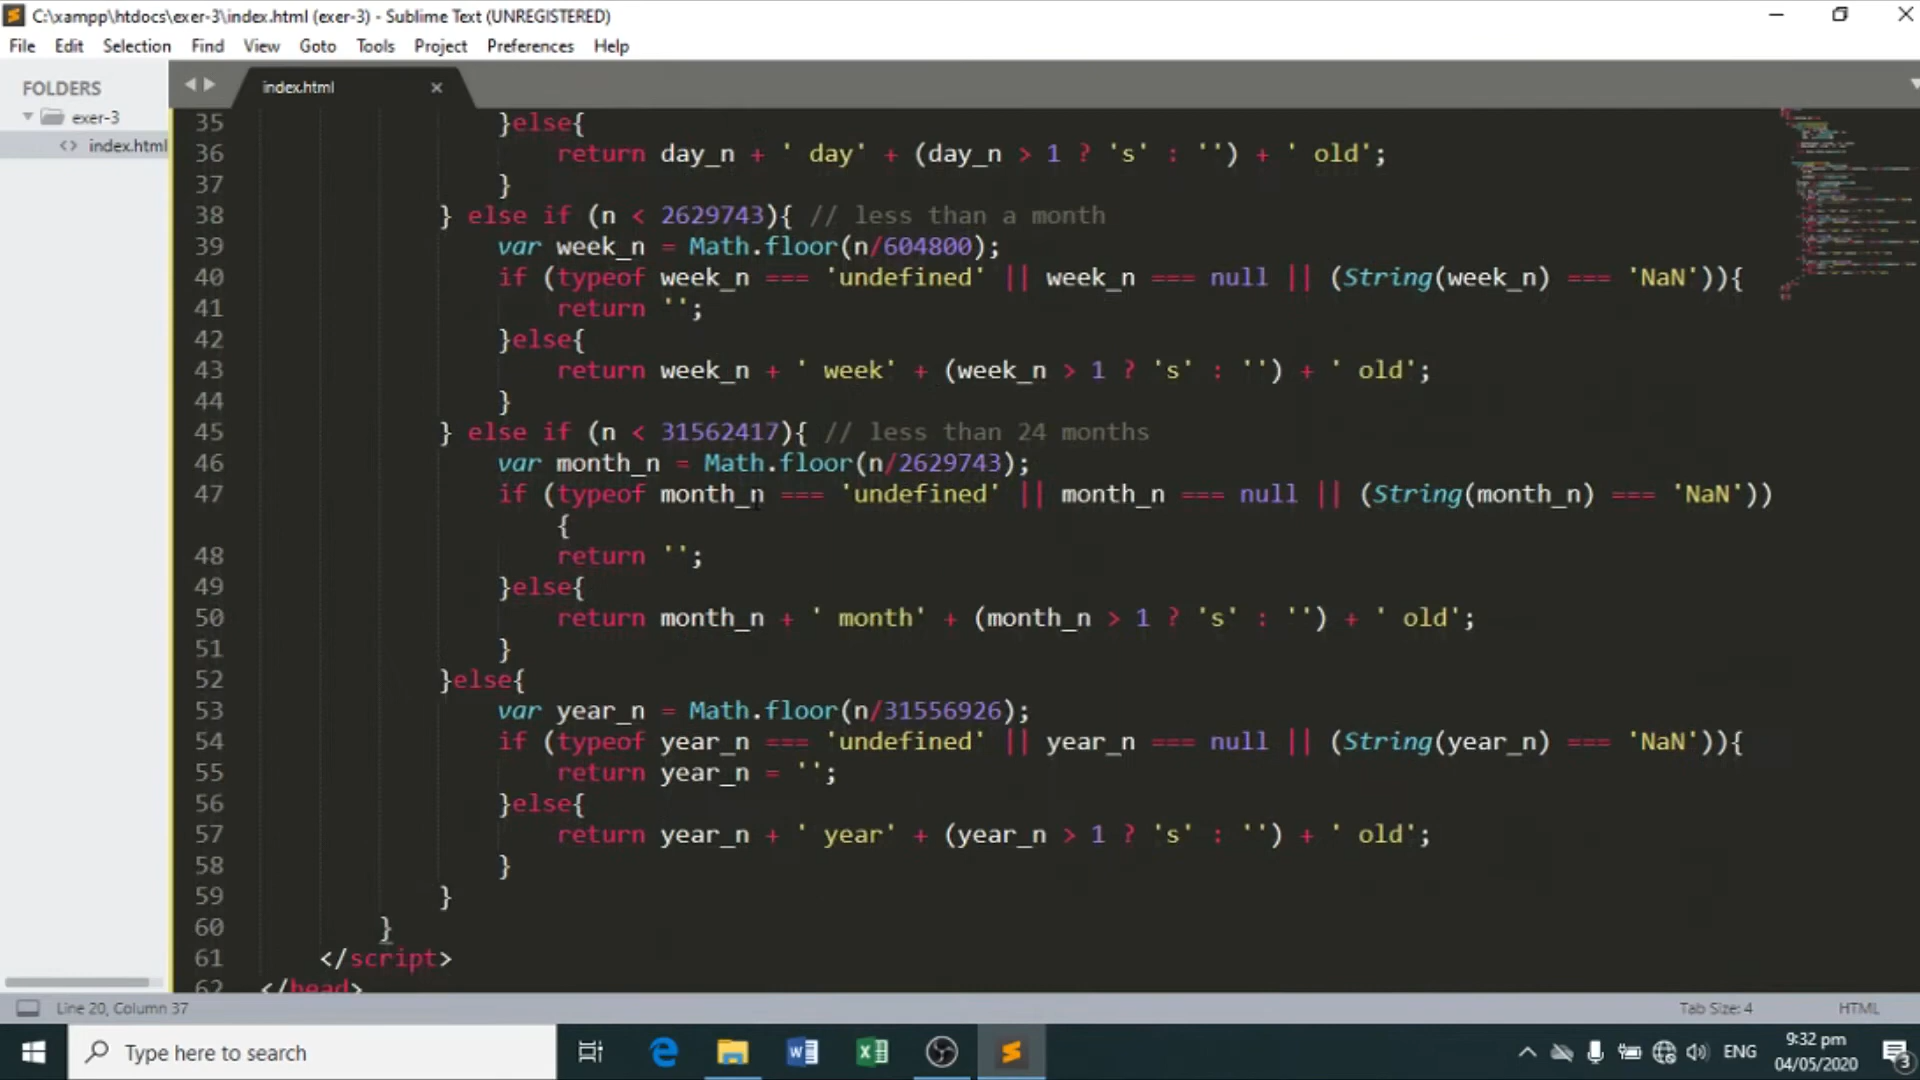 C:\xampp\htdocs\exer-3\index.html (exer-3) - Sublime Text (UNREGISTERED)
File Edit Selection Find View Goto Tools Project Preferences Help
FOLDERS
exer-3
<> index.html
index.html
35 }else{
36 return day_n + ' day' + (day_n > 1 ? 's' : '') + ' old';
37 }
38 } else if (n < 2629743){ // less than a month
39 var week_n = Math.floor(n/604800);
40 if (typeof week_n === 'undefined' || week_n === null || (String(week_n) === 'NaN')){
41 return '';
42 }else{
43 return week_n + ' week' + (week_n > 1 ? 's' : '') + ' old';
44 }
45 } else if (n < 31562417){ // less than 24 months
46 var month_n = Math.floor(n/2629743);
47 if (typeof month_n === 'undefined' || month_n === null || (String(month_n) === 'NaN'))
{
48 return '';
49 }else{
50 return month_n + ' month' + (month_n > 1 ? 's' : '') + ' old';
51 }
52 }else{
53 var year_n = Math.floor(n/31556926);
54 if (typeof year_n === 'undefined' || year_n === null || (String(year_n) === 'NaN')){
55 return year_n = '';
56 }else{
57 return year_n + ' year' + (year_n > 1 ? 's' : '') + ' old';
58 }
59 }
60 }
61 </script>
62 </head>
Line 20, Column 37 Tab Size: 4 HTML
Type here to search
ENG
9:32 pm
04/05/2020
3